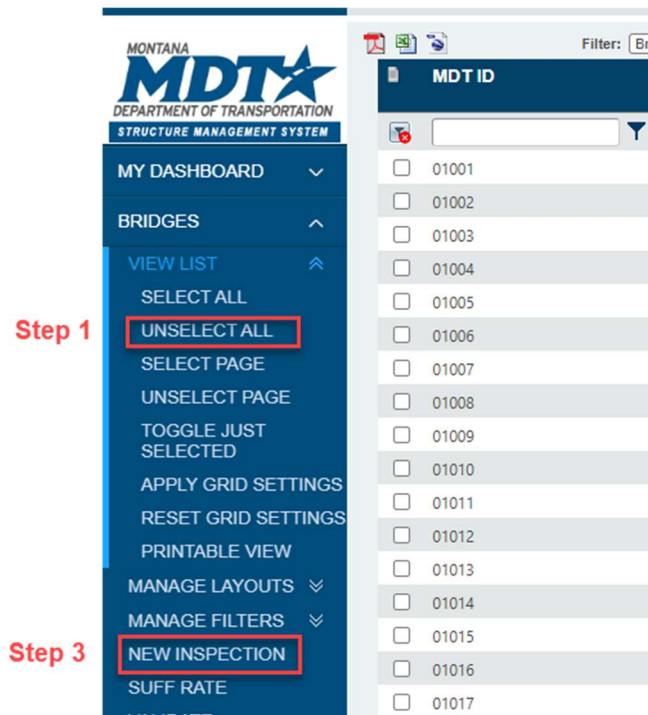 MONTANA
MDT
DEPARTMENT OF TRANSPORTATION
STRUCTURE MANAGEMENT SYSTEM
MY DASHBOARD
BRIDGES
VIEW LIST
SELECT ALL
Step 1
UNSELECT ALL
SELECT PAGE
UNSELECT PAGE
TOGGLE JUST
SELECTED
APPLY GRID SETTINGS
RESET GRID SETTINGS
PRINTABLE VIEW
MANAGE LAYOUTS
MANAGE FILTERS
Step 3
NEW INSPECTION
SUFF RATE
Filter:
MDT ID
01001
01002
01003
01004
01005
01006
01007
01008
01009
01010
01011
01012
01013
01014
01015
01016
01017